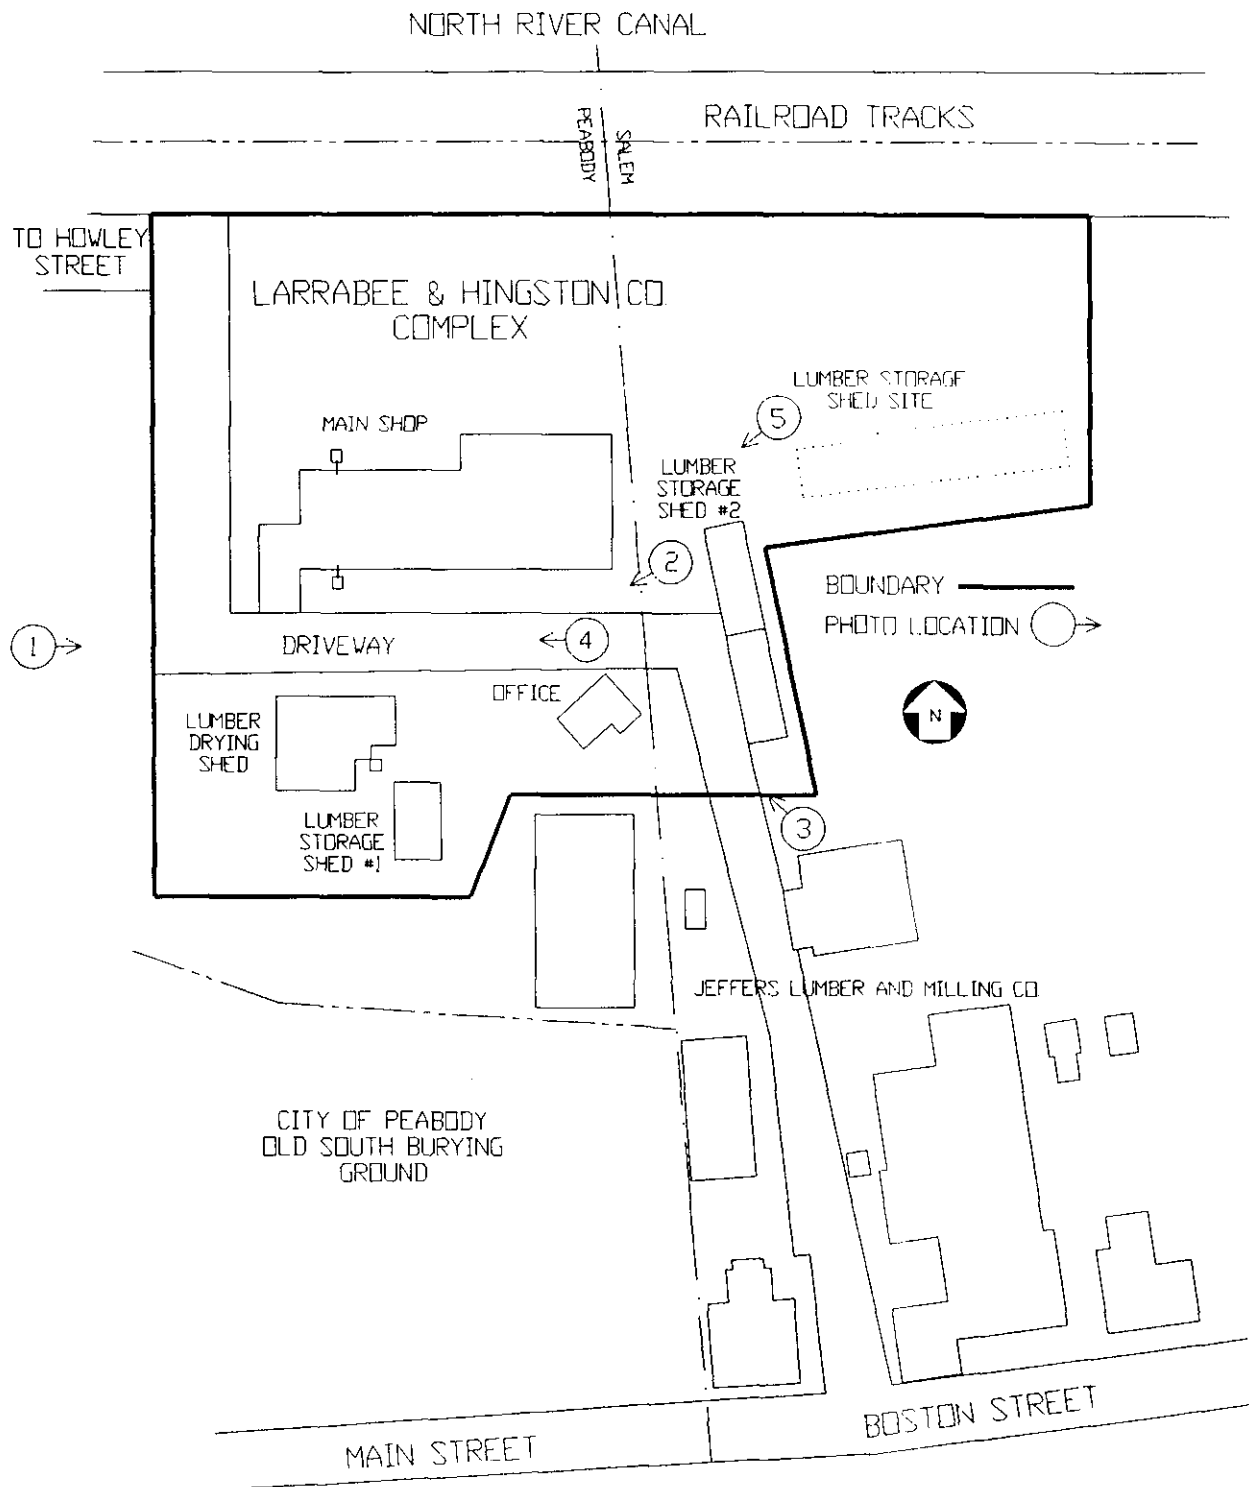 NORTH RIVER CANAL
RAILROAD TRACKS
PEABODY
SALEM
TO HOWLEY
STREET
LARRABEE & HINGSTON CO.
COMPLEX
LUMBER STORAGE
SHED SITE
5
MAIN SHOP
LUMBER
STORAGE
SHED #2
2
BOUNDARY
PHOTO LOCATION
1
DRIVEWAY
4
OFFICE
N
LUMBER
DRYING
SHED
LUMBER
STORAGE
SHED #1
3
JEFFERS LUMBER AND MILLING CO.
CITY OF PEABODY
OLD SOUTH BURYING
GROUND
MAIN STREET
BOSTON STREET